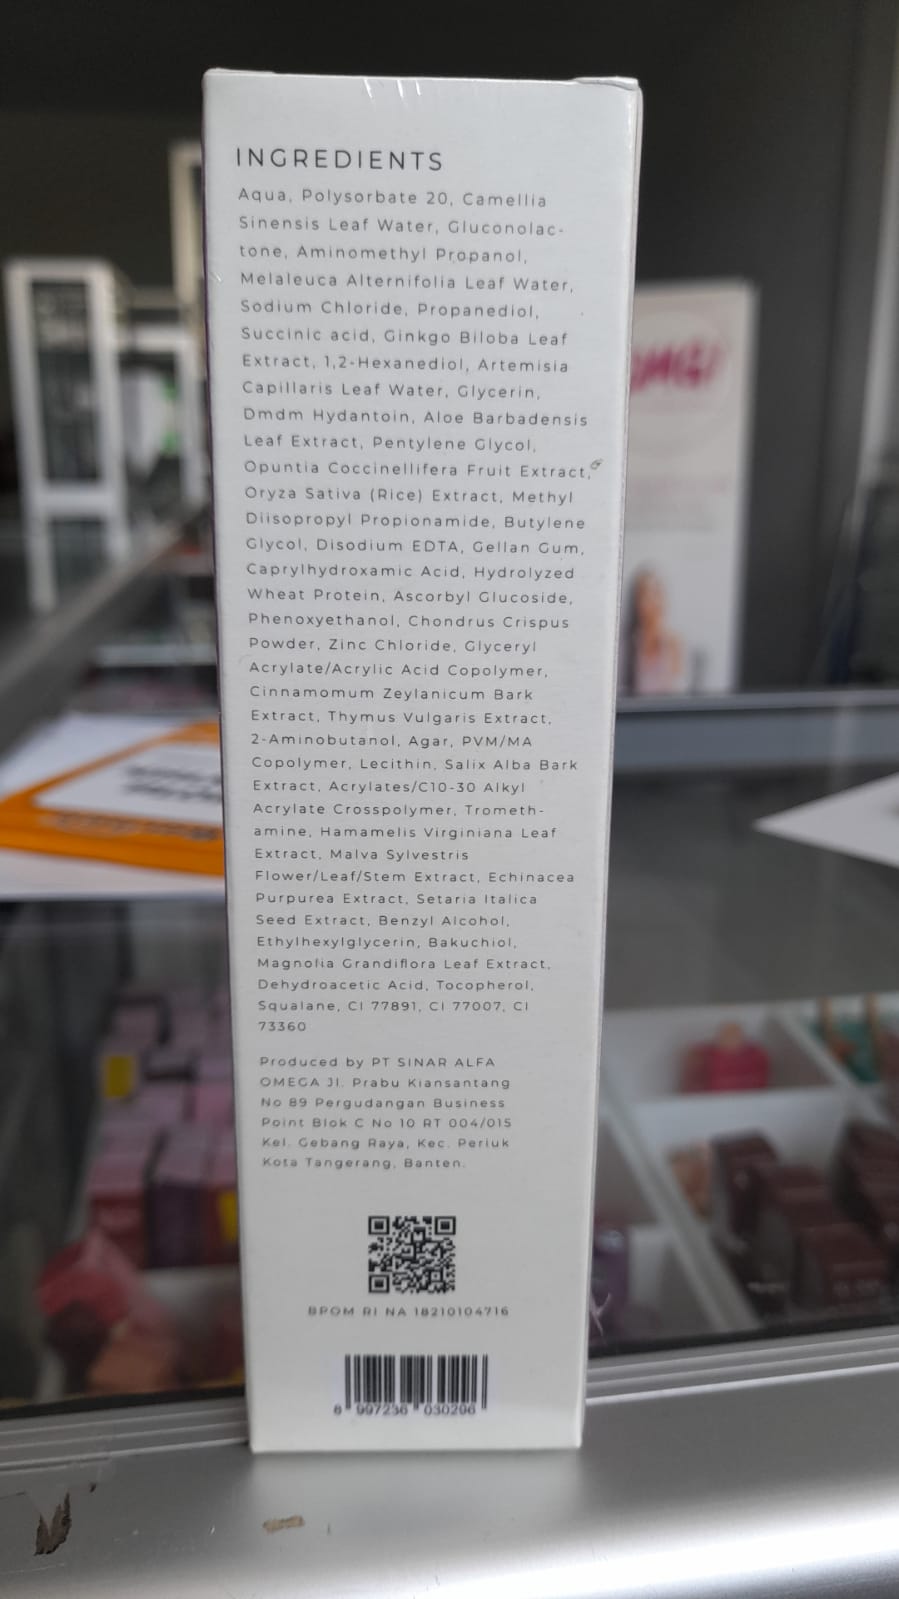 INGREDIENTS
Aqua, Polysorbate 20, Camellia
Sinensis Leaf Water, Gluconolac-
tone, Aminomethyl Propanol,
Melaleuca Alternifolia Leaf Water,
Sodium Chloride, Propanediol,
Succinic acid, Ginkgo Biloba Leaf
Extract, 1,2-Hexanediol, Artemisia
Capillaris Leaf Water, Glycerin,
Dmdm Hydantoin, Aloe Barbadensis
Leaf Extract, Pentylene Glycol,
Opuntia Coccinellifera Fruit Extract,
Oryza Sativa (Rice) Extract, Methyl
Diisopropyl Propionamide, Butylene
Glycol, Disodium EDTA, Gellan Gum,
Caprylhydroxamic Acid, Hydrolyzed
Wheat Protein, Ascorbyl Glucoside,
Phenoxyethanol, Chondrus Crispus
Powder, Zinc Chloride, Glyceryl
Acrylate/Acrylic Acid Copolymer,
Cinnamomum Zeylanicum Bark
Extract, Thymus Vulgaris Extract,
2-Aminobutanol, Agar, PVM/MA
Copolymer, Lecithin, Salix Alba Bark
Extract, Acrylates/C10-30 Alkyl
Acrylate Crosspolymer, Trometh-
amine, Hamamelis Virginiana Leaf
Extract, Malva Sylvestris
Flower/Leaf/Stem Extract, Echinacea
Purpurea Extract, Setaria Italica
Seed Extract, Benzyl Alcohol,
Ethylhexylglycerin, Bakuchiol,
Magnolia Grandiflora Leaf Extract,
Dehydroacetic Acid, Tocopherol,
Squalane, CI 77891, CI 77007, CI
73360
Produced by PT SINAR ALFA
OMEGA Jl. Prabu Kiansantang
No 89 Pergudangan Business
Point Blok C No 10 RT 004/015
Kel. Gebang Raya, Kec. Periuk
Kota Tangerang, Banten.
BPOM RI NA 18210104716
8 997236 030296
OMG!